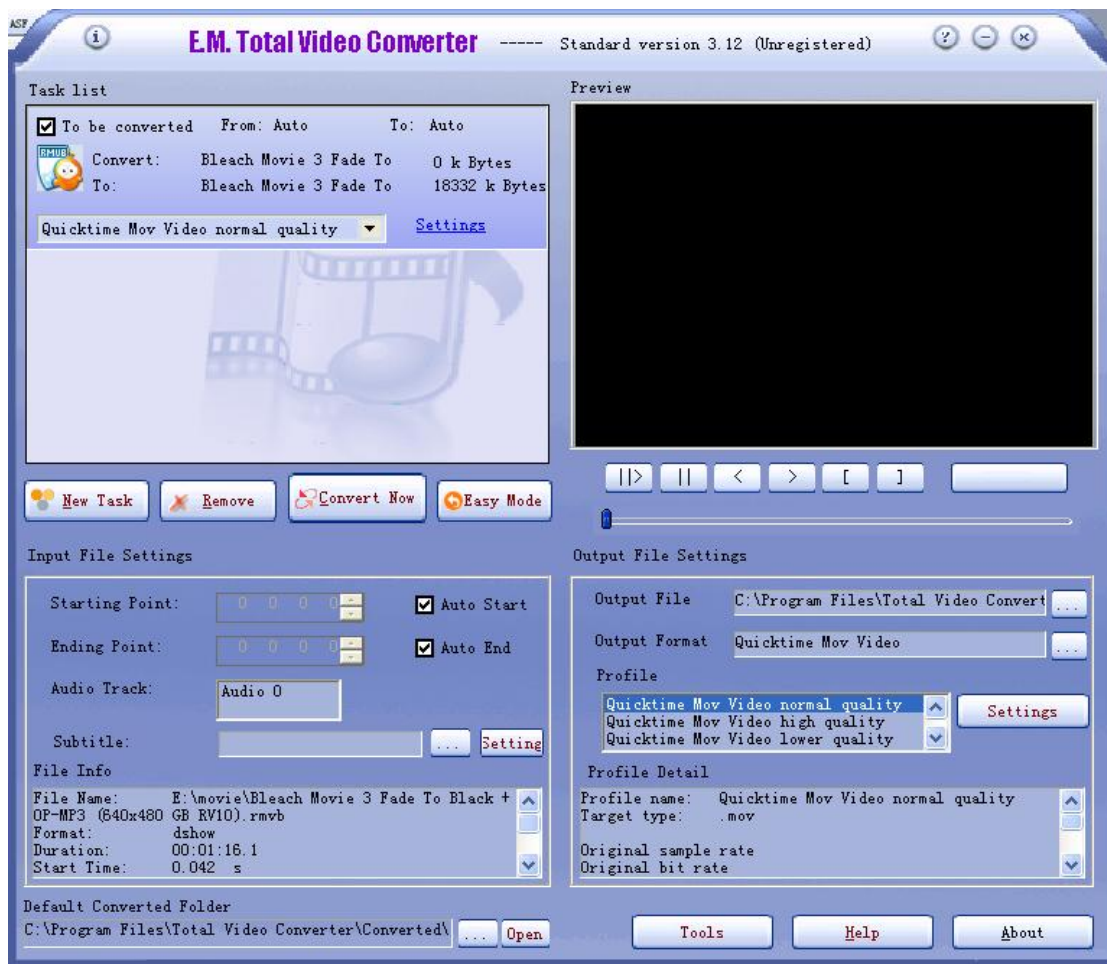 ASF
E.M. Total Video Converter ----- Standard version 3.12 (Unregistered)
Task list
To be converted From: Auto To: Auto
RMVB
Convert: Bleach Movie 3 Fade To 0 k Bytes
To: Bleach Movie 3 Fade To 18332 k Bytes
Quicktime Mov Video normal quality Settings
New Task Remove Convert Now Easy Mode
Preview
||> || < > [ ]
Input File Settings
Starting Point: 0 0 0 0 Auto Start
Ending Point: 0 0 0 0 Auto End
Audio Track: Audio 0
Subtitle: ... Setting
File Info
File Name: E:\movie\Bleach Movie 3 Fade To Black +
OP-MP3 (640x480 GB RV10).rmvb
Format: dshow
Duration: 00:01:16.1
Start Time: 0.042 s
Output File Settings
Output File C:\Program Files\Total Video Convert ...
Output Format Quicktime Mov Video ...
Profile
Quicktime Mov Video normal quality
Quicktime Mov Video high quality
Quicktime Mov Video lower quality
Settings
Profile Detail
Profile name: Quicktime Mov Video normal quality
Target type: .mov
Original sample rate
Original bit rate
Default Converted Folder
C:\Program Files\Total Video Converter\Converted\ ... Open
Tools Help About